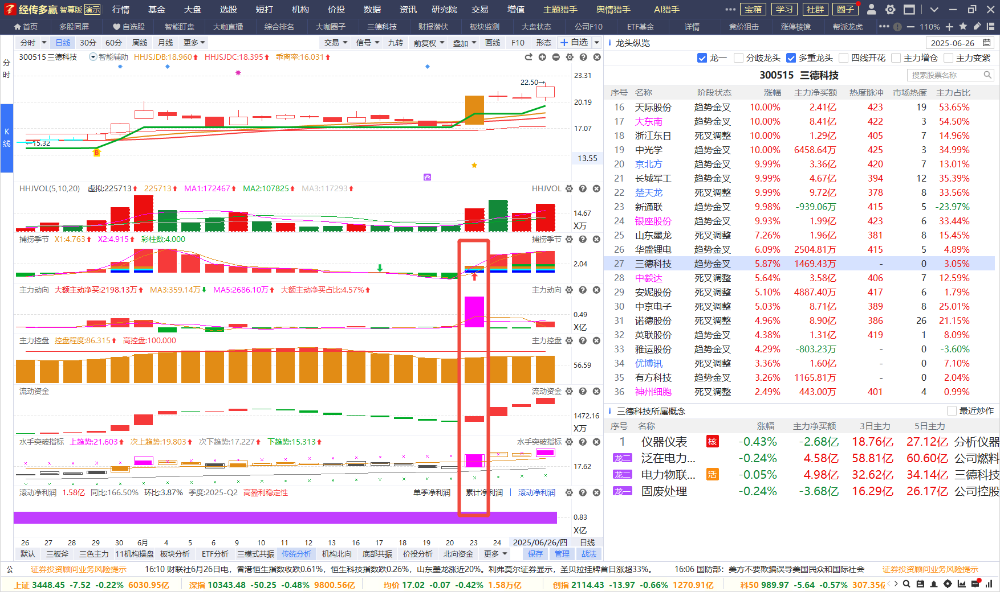 经传多赢 智尊版 演示 行情 基金 大盘 选股 短打 机构 价投 数据 资讯 研究院 交易 增值 主题猎手 舆情猎手 AI猎手 宝箱 学习 社群 圈子
首页 多股同屏 自选股 智能盯盘 大咖直播 综合排名 大咖圈子 三德科技 财报潜伏 板块监测 大盘状态 公司F10 ETF基金 详情 竞价狙击 涨停棱镜 帮派龙虎 110%
分时 日线 30分 60分 周线 月线 更多 交易 信号 九转 前复权 叠加 画线 F10 形态 自选
分时
K线
300515 三德科技 智能辅助 HHJSJDB:18.960 HHJSJDC:18.395 乖离率:16.031
23.31
22.50→
20.19
17.07
←15.32
B
13.55
HHJVOL(5,10,20) 虚拟:225713 225713 MA1:172467 MA2:107825 MA3:117293 HHJVOL
14.67
X万
捕捞季节 X1:4.763 X2:4.915 彩柱数:4.000 捕捞季节
2.04
主力动向 大额主动净买:2198.13万 MA3:359.14万 MA5:2686.10万 大额主动净买占比:4.57% 主力动向
0.49
X亿
主力控盘 控盘程度:86.315 高控盘:100.000 主力控盘
56.59
流动资金 流动资金
1472.16
X万
水手突破指标 上趋势:21.603 次上趋势:19.803 次下趋势:17.227 下趋势:15.313 水手突破指标
17.62
滚动净利润 1.58亿 同比:166.50% 环比:3.87% 季度:2025-Q2 高盈利稳定性 单季净利润 累计净利润 滚动净利润
0.83
X亿
26 27 28 29 30 6月 4 5 6 9 10 11 12 13 16 17 18 19 20 23 24 2025/06/26/四 日线
默认 三板斧 三色主力 11机构操盘 板块分析 ETF分析 三模式共振 传统分析 机构北向 底部共振 价投分析 北向资金 更多 保存 管理 战法
龙头纵览 2025-06-26
龙一 分歧龙头 多重龙头 四线开花 主力增仓 主力变紫
300515 三德科技 搜索股票名称
序号 名称 阶段状态 涨幅 主力净买额 热度脉冲 市场热度 主力占比
16 天际股份 趋势金叉 10.00% 2.41亿 423 19 53.65%
17 大东南 趋势金叉 10.00% 8.41亿 422 3 54.50%
18 浙江东日 死叉调整 10.00% 1.29亿 405 7 14.96%
19 中光学 趋势金叉 10.00% 6458.64万 425 3 34.99%
20 京北方 趋势金叉 9.99% 3.36亿 420 7 13.01%
21 长城军工 趋势金叉 9.99% 4.67亿 394 12 35.39%
22 楚天龙 死叉调整 9.99% 9.72亿 378 8 33.56%
23 新通联 趋势金叉 9.98% -939.06万 415 5 -23.97%
24 银座股份 趋势金叉 9.93% 1.99亿 423 6 33.44%
25 山东墨龙 死叉调整 7.26% 1.96亿 381 8 15.45%
26 华盛锂电 趋势金叉 6.09% 2504.81万 415 5 4.89%
27 三德科技 趋势金叉 5.87% 1469.43万 - 0 3.05%
28 中毅达 死叉调整 5.64% 3.58亿 406 7 12.59%
29 安妮股份 死叉调整 5.10% 4887.40万 417 6 1.79%
30 中京电子 死叉调整 5.03% 8.71亿 389 8 25.01%
31 诺德股份 死叉调整 4.96% 8.90亿 386 26 21.15%
32 英联股份 趋势金叉 4.38% 1.31亿 419 1 8.09%
33 雅运股份 趋势金叉 4.29% -803.23万 - 0 -3.60%
34 优博讯 死叉调整 3.36% 1.60亿 - 0 7.10%
35 有方科技 趋势金叉 3.26% 1165.81万 - 0 2.04%
36 神州细胞 死叉调整 2.49% 443.00万 401 4 0.99%
三德科技所属概念 最近炒作
序号 名称 涨幅 主力净买额 3日主力 5日主力
1 仪器仪表 核 -0.43% -2.68亿 18.76亿 27.12亿 分析仪器
龙二 泛在电力... -0.24% 4.58亿 58.81亿 60.60亿 公司燃料
龙二 电力物联... 活 -0.05% 4.98亿 32.62亿 34.14亿 三德科技
龙一 固废处理 -0.24% -3.68亿 16.29亿 26.17亿 公司控股
证券投资顾问业务风险提示 16:10 财联社6月26日电，香港恒生指数收跌0.61%，恒生科技指数跌0.26%，山东墨龙涨近20%。利弗莫尔证券显示，圣贝拉挂牌首日涨超33%。 16:06 国防部：美方不要欺骗误导美国民众和国际社会 证券投资顾问业务风险提示
上证 3448.45 -7.52 -0.22% 6030.95亿 深指 10343.48 -50.25 -0.48% 9800.56亿 均价 17.02 -0.07 -0.42% 1.58万亿 创指 2114.43 -13.97 -0.66% 1270.91亿 科50 989.97 -5.64 -0.57% 307.35亿